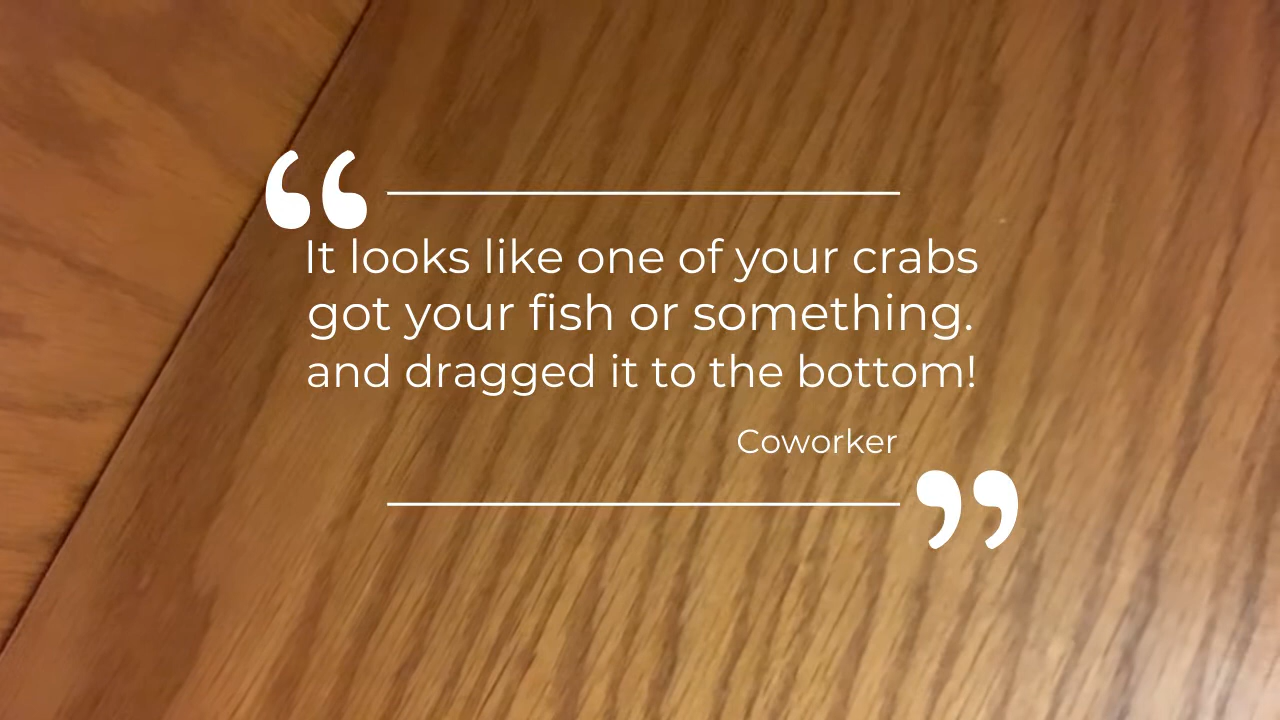 “
It looks like one of your crabs
got your fish or something.
and dragged it to the bottom!
Coworker
”